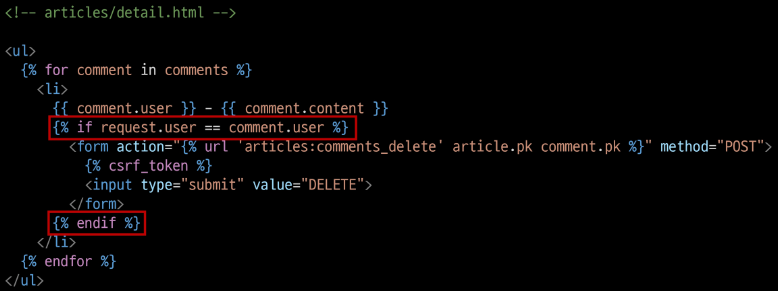 <!-- articles/detail.html -->
<ul>
{% for comment in comments %}
<li>
{{ comment.user }} - {{ comment.content }}
{% if request.user == comment.user %}
<form action="{% url 'articles:comments_delete' article.pk comment.pk %}" method="POST">
{% csrf_token %}
<input type="submit" value="DELETE">
</form>
{% endif %}
</li>
{% endfor %}
</ul>